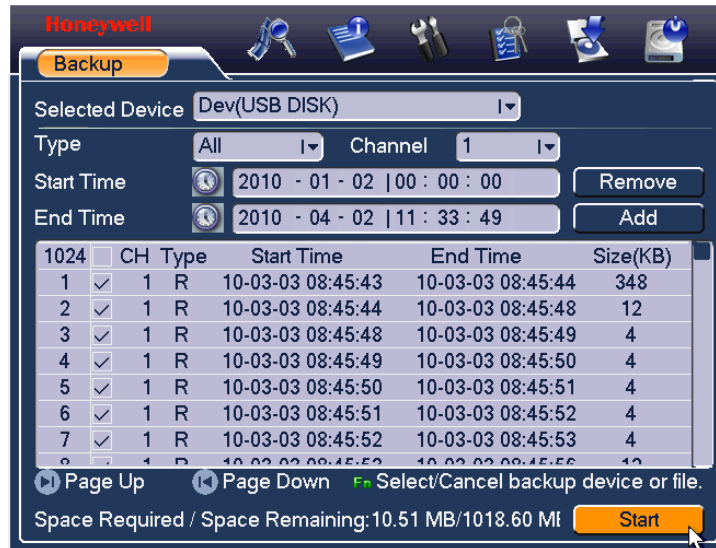 Honeywell
Backup
Selected Device Dev(USB DISK)
Type All Channel 1
Start Time 2010 - 01 - 02 |00 : 00 : 00 Remove
End Time 2010 - 04 - 02 |11 : 33 : 49 Add
1024 CH Type Start Time End Time Size(KB)
1 1 R 10-03-03 08:45:43 10-03-03 08:45:44 348
2 1 R 10-03-03 08:45:44 10-03-03 08:45:48 12
3 1 R 10-03-03 08:45:48 10-03-03 08:45:49 4
4 1 R 10-03-03 08:45:49 10-03-03 08:45:50 4
5 1 R 10-03-03 08:45:50 10-03-03 08:45:51 4
6 1 R 10-03-03 08:45:51 10-03-03 08:45:52 4
7 1 R 10-03-03 08:45:52 10-03-03 08:45:53 4
Page Up Page Down Fn Select/Cancel backup device or file.
Space Required / Space Remaining:10.51 MB/1018.60 Start